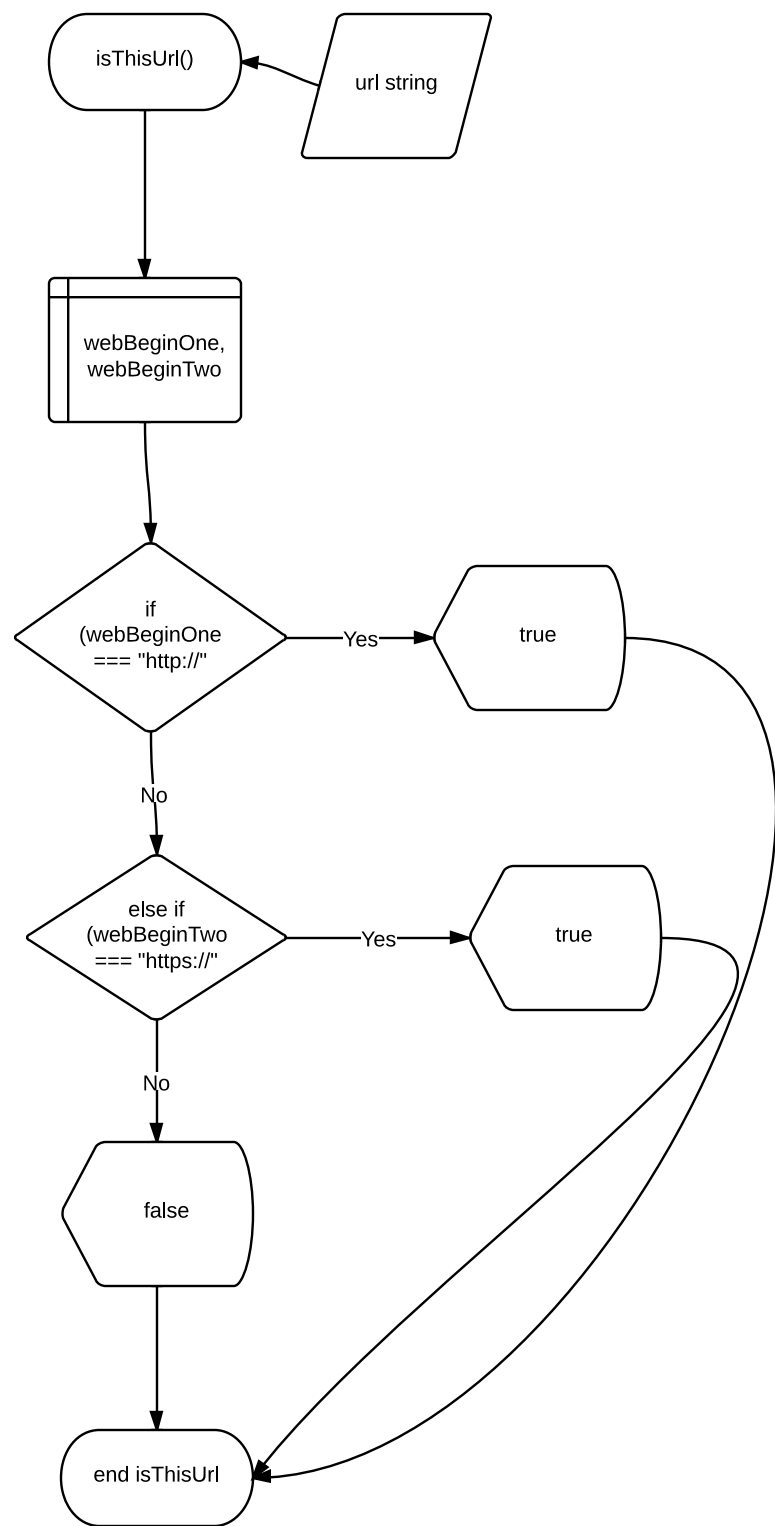 isThisUrl()
url string
webBeginOne,
webBeginTwo
if
(webBeginOne
=== "http://"
Yes
true
No
else if
(webBeginTwo
=== "https://"
Yes
true
No
false
end isThisUrl